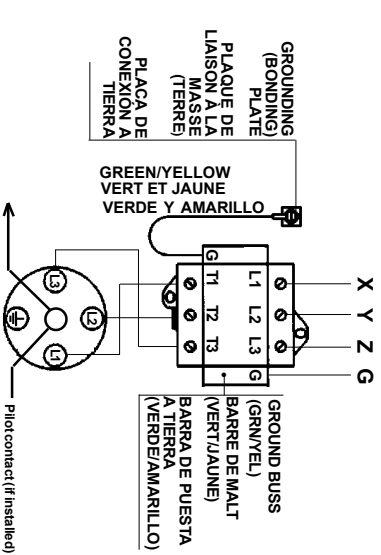 GROUNDING
(BONDING)
PLATE
PLAQUE DE
LIAISON À LA
MASSE
(TERRE)
PLACA DE
CONEXIÓN A
TIERRA
GREEN/YELLOW
VERT ET JAUNE
VERDE Y AMARILLO
X
Y
Z
G
L1
L2
L3
G
G
T1
T2
T3
GROUND BUSS
(GRN/YEL)
BARRE DE MALT
(VERT/JAUNE)
BARRA DE PUESTA
A TIERRA
(VERDE/AMARILLO)
L3
L2
L1
Pilot contact (if installed)